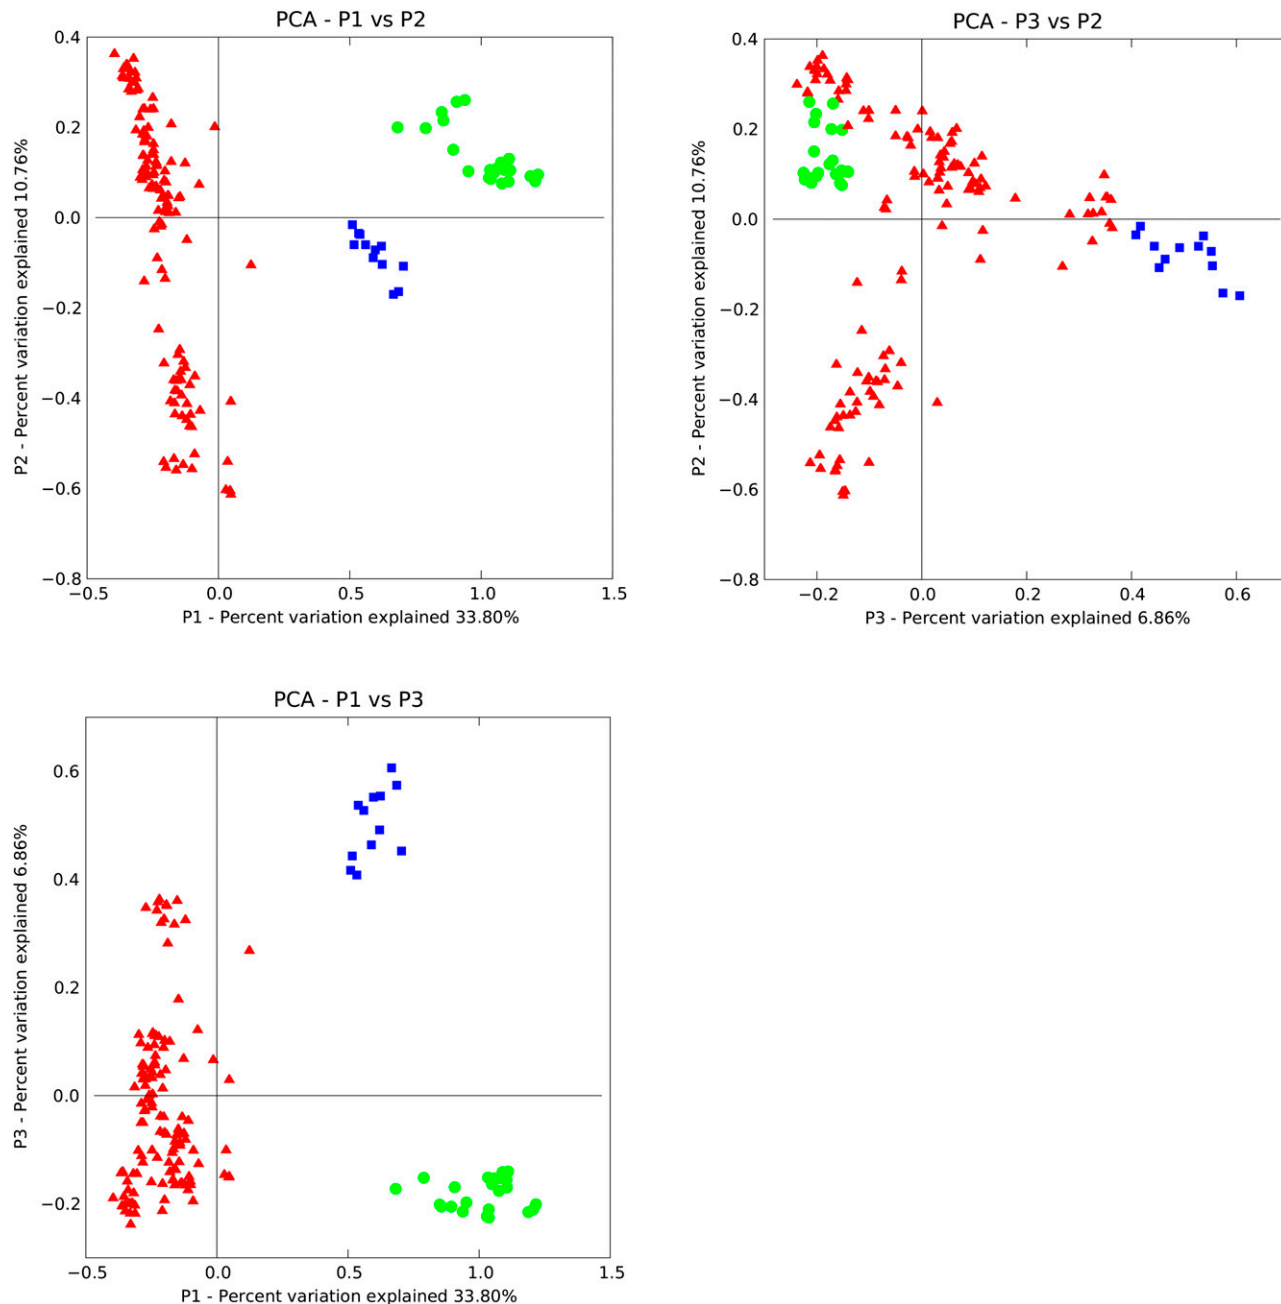 PCA - P1 vs P2
0.4
0.2
0.0
−0.2
−0.4
−0.6
−0.8
P2 - Percent variation explained 10.76%
−0.5 0.0 0.5 1.0 1.5
P1 - Percent variation explained 33.80%
PCA - P3 vs P2
0.4
0.2
0.0
−0.2
−0.4
−0.6
−0.8
P2 - Percent variation explained 10.76%
−0.2 0.0 0.2 0.4 0.6
P3 - Percent variation explained 6.86%
PCA - P1 vs P3
0.6
0.4
0.2
0.0
−0.2
P3 - Percent variation explained 6.86%
−0.5 0.0 0.5 1.0 1.5
P1 - Percent variation explained 33.80%